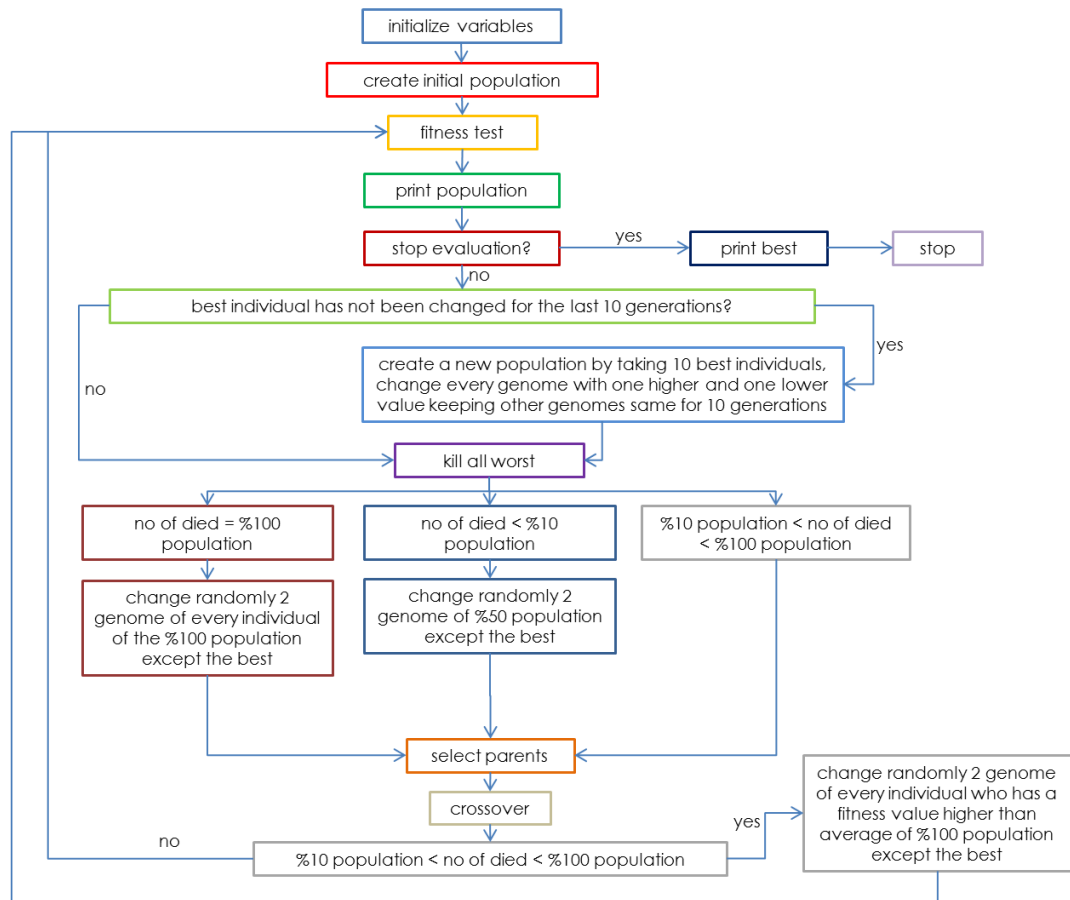 initialize variables
create initial population
fitness test
print population
stop evaluation?
yes
print best
stop
no
best individual has not been changed for the last 10 generations?
yes
no
create a new population by taking 10 best individuals,
change every genome with one higher and one lower
value keeping other genomes same for 10 generations
kill all worst
no of died = %100
population
no of died < %10
population
%10 population < no of died
< %100 population
change randomly 2
genome of every individual
of the %100 population
except the best
change randomly 2
genome of %50 population
except the best
select parents
crossover
no
%10 population < no of died < %100 population
yes
change randomly 2 genome
of every individual who has a
fitness value higher than
average of %100 population
except the best